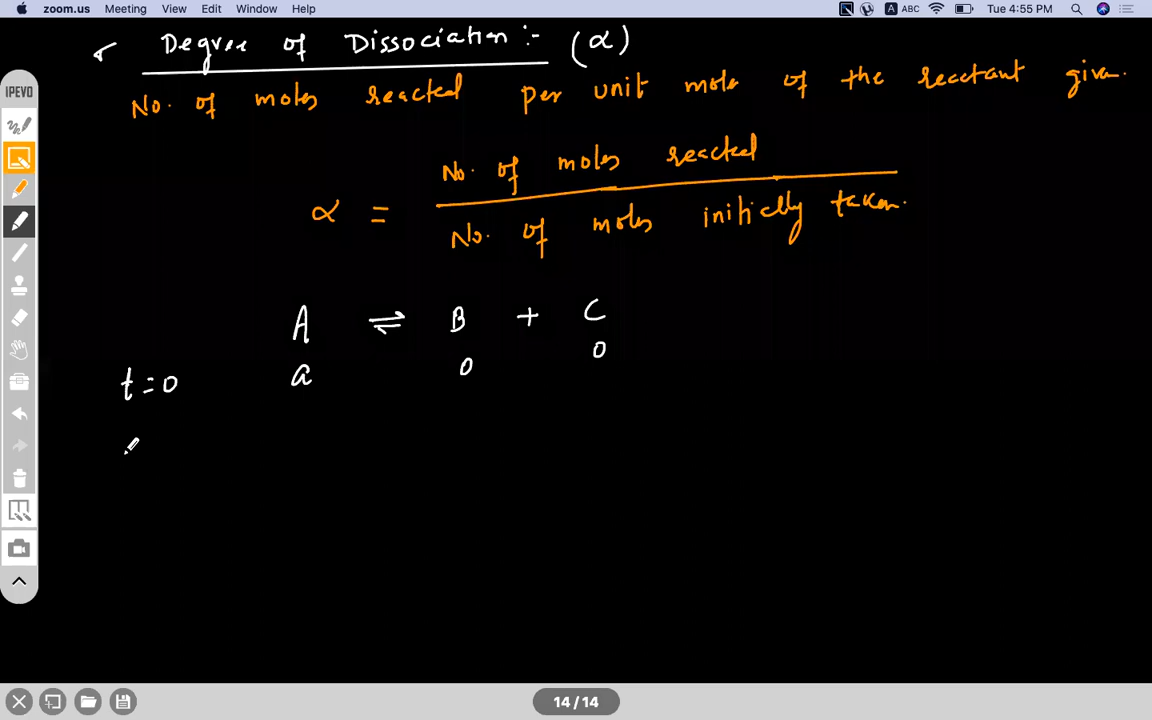 zoom.us Meeting View Edit Window Help A ABC Tue 4:55 PM
Degree of Dissociation :- (α)
IPEVO
No. of moles reacted per unit mole of the reactant given.
α = No. of moles reacted
No. of moles initially taken.
A ⇌ B + C
t = 0 a 0 0
14 / 14